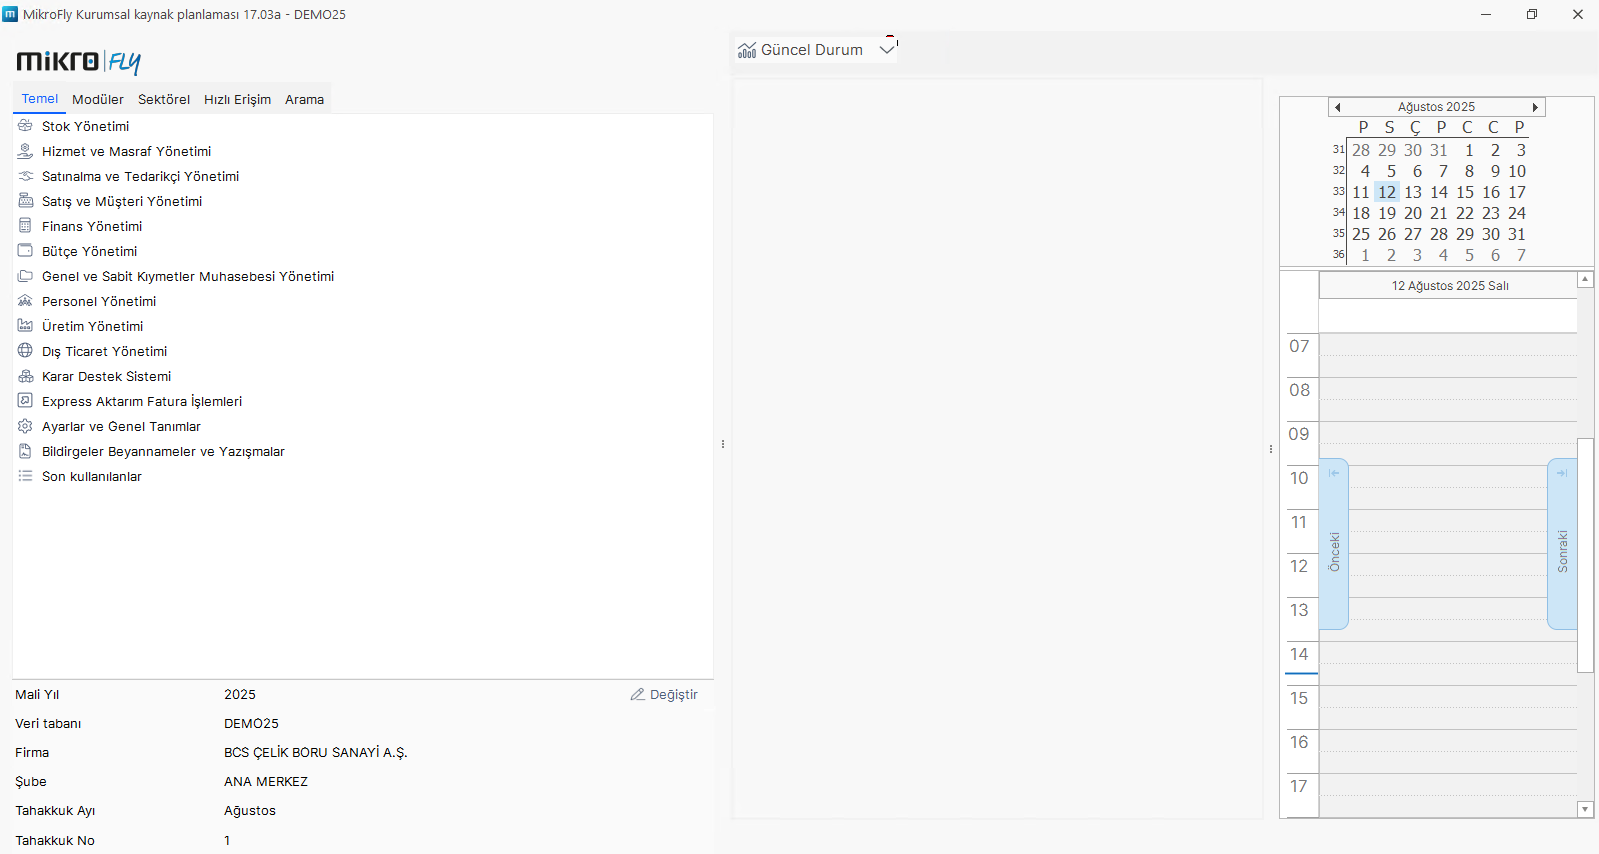 MikroFly Kurumsal kaynak planlaması 17.03a - DEMO25
mikro FLY
Güncel Durum
Temel Modüler Sektörel Hızlı Erişim Arama
Stok Yönetimi
Hizmet ve Masraf Yönetimi
Satınalma ve Tedarikçi Yönetimi
Satış ve Müşteri Yönetimi
Finans Yönetimi
Bütçe Yönetimi
Genel ve Sabit Kıymetler Muhasebesi Yönetimi
Personel Yönetimi
Üretim Yönetimi
Dış Ticaret Yönetimi
Karar Destek Sistemi
Express Aktarım Fatura İşlemleri
Ayarlar ve Genel Tanımlar
Bildirgeler Beyannameler ve Yazışmalar
Son kullanılanlar
Mali Yıl 2025 Değiştir
Veri tabanı DEMO25
Firma BCS ÇELİK BORU SANAYİ A.Ş.
Şube ANA MERKEZ
Tahakkuk Ayı Ağustos
Tahakkuk No 1
Ağustos 2025
P S Ç P C C P
31 28 29 30 31 1 2 3
32 4 5 6 7 8 9 10
33 11 12 13 14 15 16 17
34 18 19 20 21 22 23 24
35 25 26 27 28 29 30 31
36 1 2 3 4 5 6 7
12 Ağustos 2025 Salı
07
08
09
10
11
12
13
14
15
16
17
Önceki
Sonraki